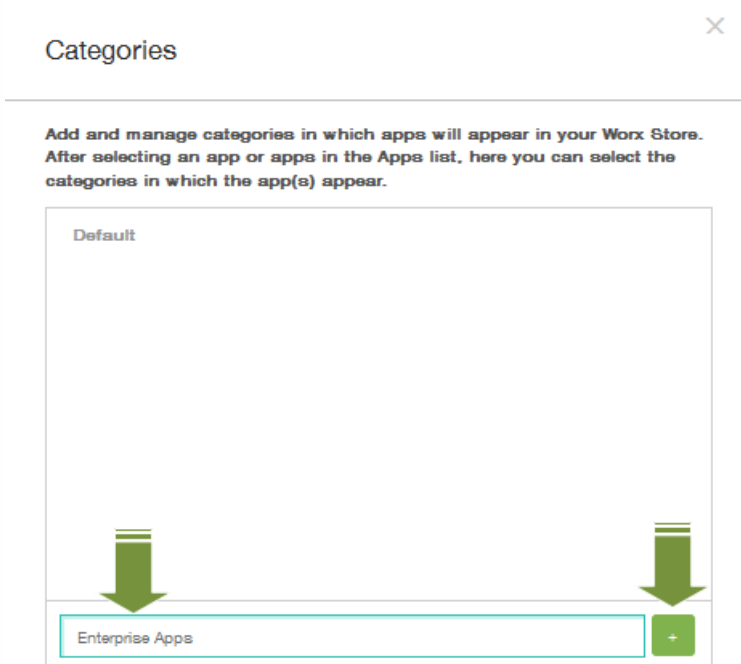 Categories
Add and manage categories in which apps will appear in your Worx Store.
After selecting an app or apps in the Apps list, here you can select the
categories in which the app(s) appear.
Default
Enterprise Apps
+